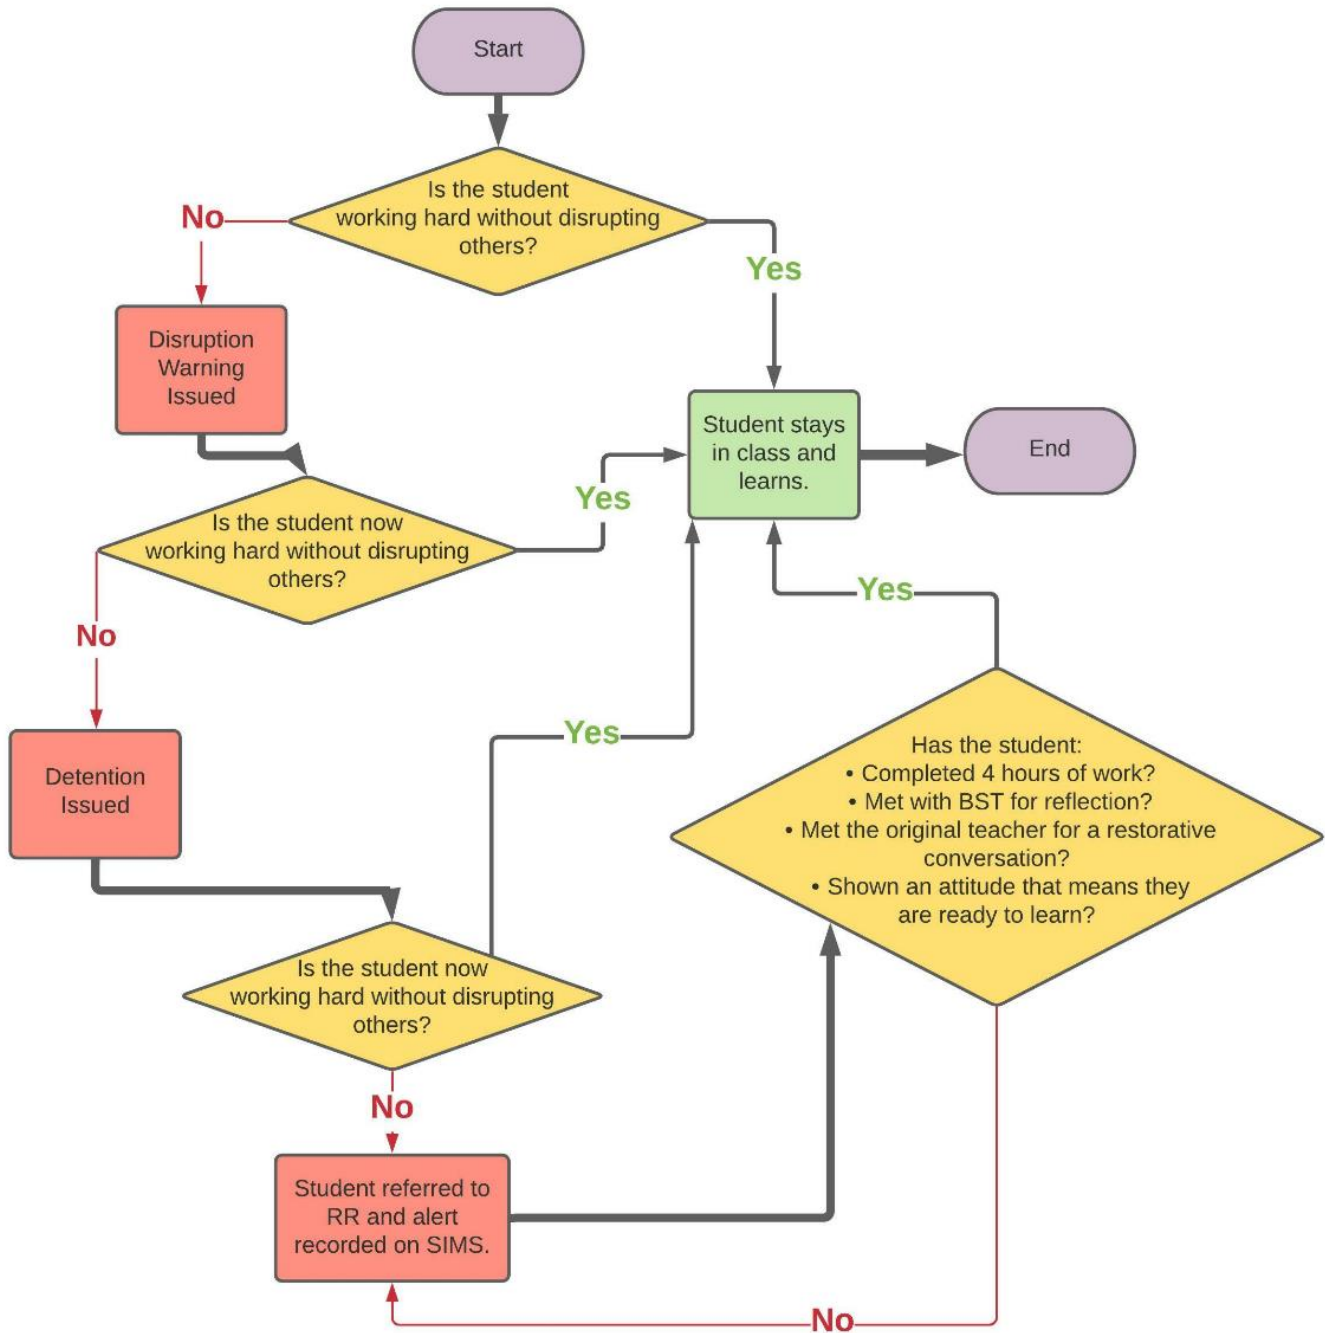 Start
Is the student
working hard without disrupting
others?
No
Yes
Disruption
Warning
Issued
Student stays
in class and
learns.
End
Yes
Is the student now
working hard without disrupting
others?
No
Yes
Yes
Detention
Issued
Has the student:
• Completed 4 hours of work?
• Met with BST for reflection?
• Met the original teacher for a restorative
conversation?
• Shown an attitude that means they
are ready to learn?
Is the student now
working hard without disrupting
others?
No
Student referred to
RR and alert
recorded on SIMS.
No